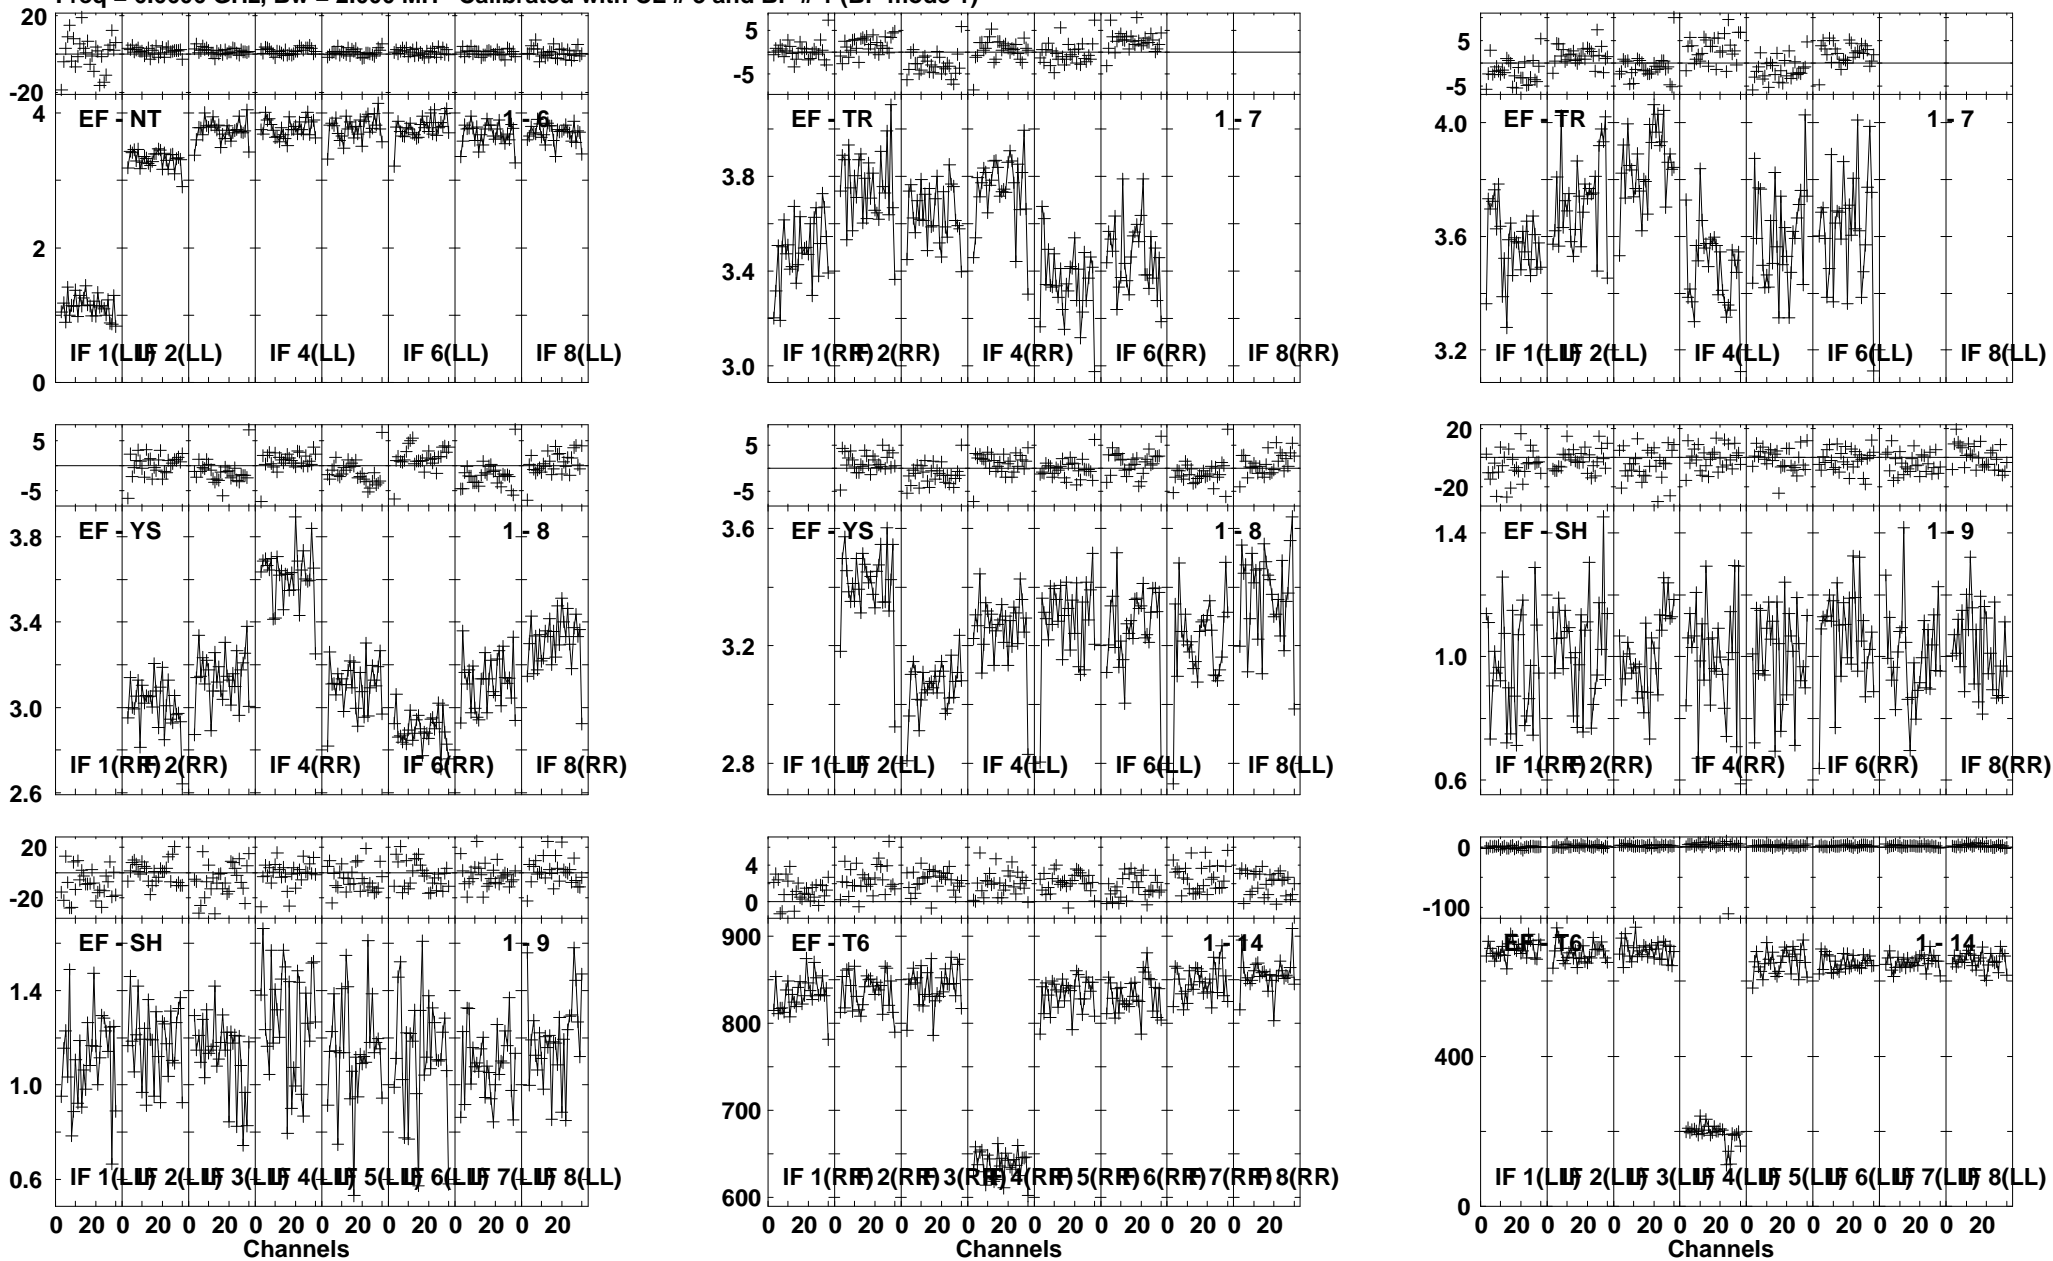 EF - NT 1 - 6
EF - TR 1 - 7
EF - TR 1 - 7
20
-20
4
2
0
5
-5
3.8
3.4
3.0
5
-5
4.0
3.6
3.2
IF 1(LL) IF 2(LL) IF 4(LL) IF 6(LL) IF 8(LL)
IF 1(RR) IF 2(RR) IF 4(RR) IF 6(RR) IF 8(RR)
IF 1(LL) IF 2(LL) IF 4(LL) IF 6(LL) IF 8(LL)
EF - YS 1 - 8
EF - YS 1 - 8
EF - SH 1 - 9
5
-5
3.8
3.4
3.0
2.6
5
-5
3.6
3.2
2.8
20
-20
1.4
1.0
0.6
IF 1(RR) IF 2(RR) IF 4(RR) IF 6(RR) IF 8(RR)
IF 1(LL) IF 2(LL) IF 4(LL) IF 6(LL) IF 8(LL)
IF 1(RR) IF 2(RR) IF 4(RR) IF 6(RR) IF 8(RR)
EF - SH 1 - 9
EF - T6 1 - 14
EF - T6 1 - 14
20
-20
1.4
1.0
0.6
4
0
900
800
700
600
0
-100
400
0
IF 1(LL) IF 2(LL) IF 3(LL) IF 4(LL) IF 5(LL) IF 6(LL) IF 7(LL) IF 8(LL)
IF 1(RR) IF 2(RR) IF 3(RR) IF 4(RR) IF 5(RR) IF 6(RR) IF 7(RR) IF 8(RR)
IF 1(LL) IF 2(LL) IF 3(LL) IF 4(LL) IF 5(LL) IF 6(LL) IF 7(LL) IF 8(LL)
0 20 0 20 0 20 0 20 0 20 0 20 0 20 0 20
0 20 0 20 0 20 0 20 0 20 0 20 0 20 0 20
0 20 0 20 0 20 0 20 0 20 0 20 0 20 0 20
Channels
Channels
Channels